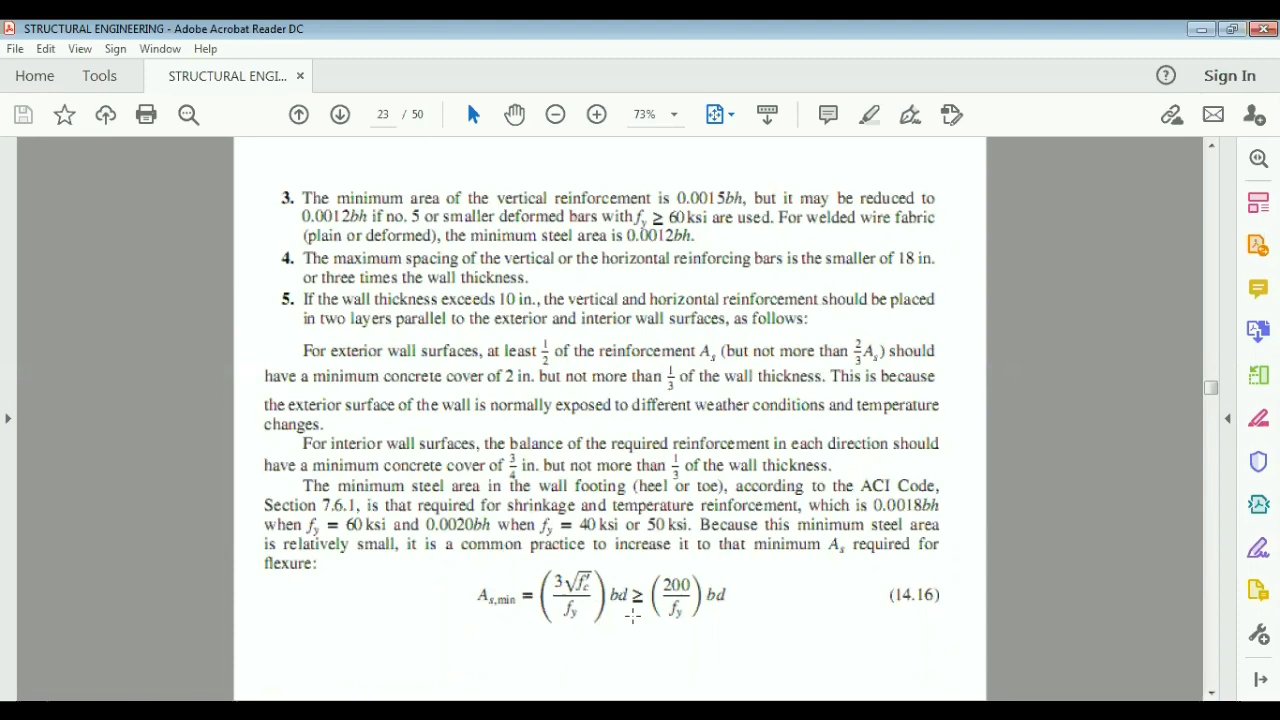 STRUCTURAL ENGINEERING - Adobe Acrobat Reader DC
File Edit View Sign Window Help
Home Tools STRUCTURAL ENGI... × Sign In
23 / 50 73%
3. The minimum area of the vertical reinforcement is 0.0015bh, but it may be reduced to
0.0012bh if no. 5 or smaller deformed bars with fy ≥ 60 ksi are used. For welded wire fabric
(plain or deformed), the minimum steel area is 0.0012bh.
4. The maximum spacing of the vertical or the horizontal reinforcing bars is the smaller of 18 in.
or three times the wall thickness.
5. If the wall thickness exceeds 10 in., the vertical and horizontal reinforcement should be placed
in two layers parallel to the exterior and interior wall surfaces, as follows:
For exterior wall surfaces, at least 1/2 of the reinforcement As (but not more than 2/3 As) should
have a minimum concrete cover of 2 in. but not more than 1/3 of the wall thickness. This is because
the exterior surface of the wall is normally exposed to different weather conditions and temperature
changes.
For interior wall surfaces, the balance of the required reinforcement in each direction should
have a minimum concrete cover of 3/4 in. but not more than 1/3 of the wall thickness.
The minimum steel area in the wall footing (heel or toe), according to the ACI Code,
Section 7.6.1, is that required for shrinkage and temperature reinforcement, which is 0.0018bh
when fy = 60 ksi and 0.0020bh when fy = 40 ksi or 50 ksi. Because this minimum steel area
is relatively small, it is a common practice to increase it to that minimum As required for
flexure:
As,min = (3√f′c / fy) bd ≥ (200 / fy) bd (14.16)